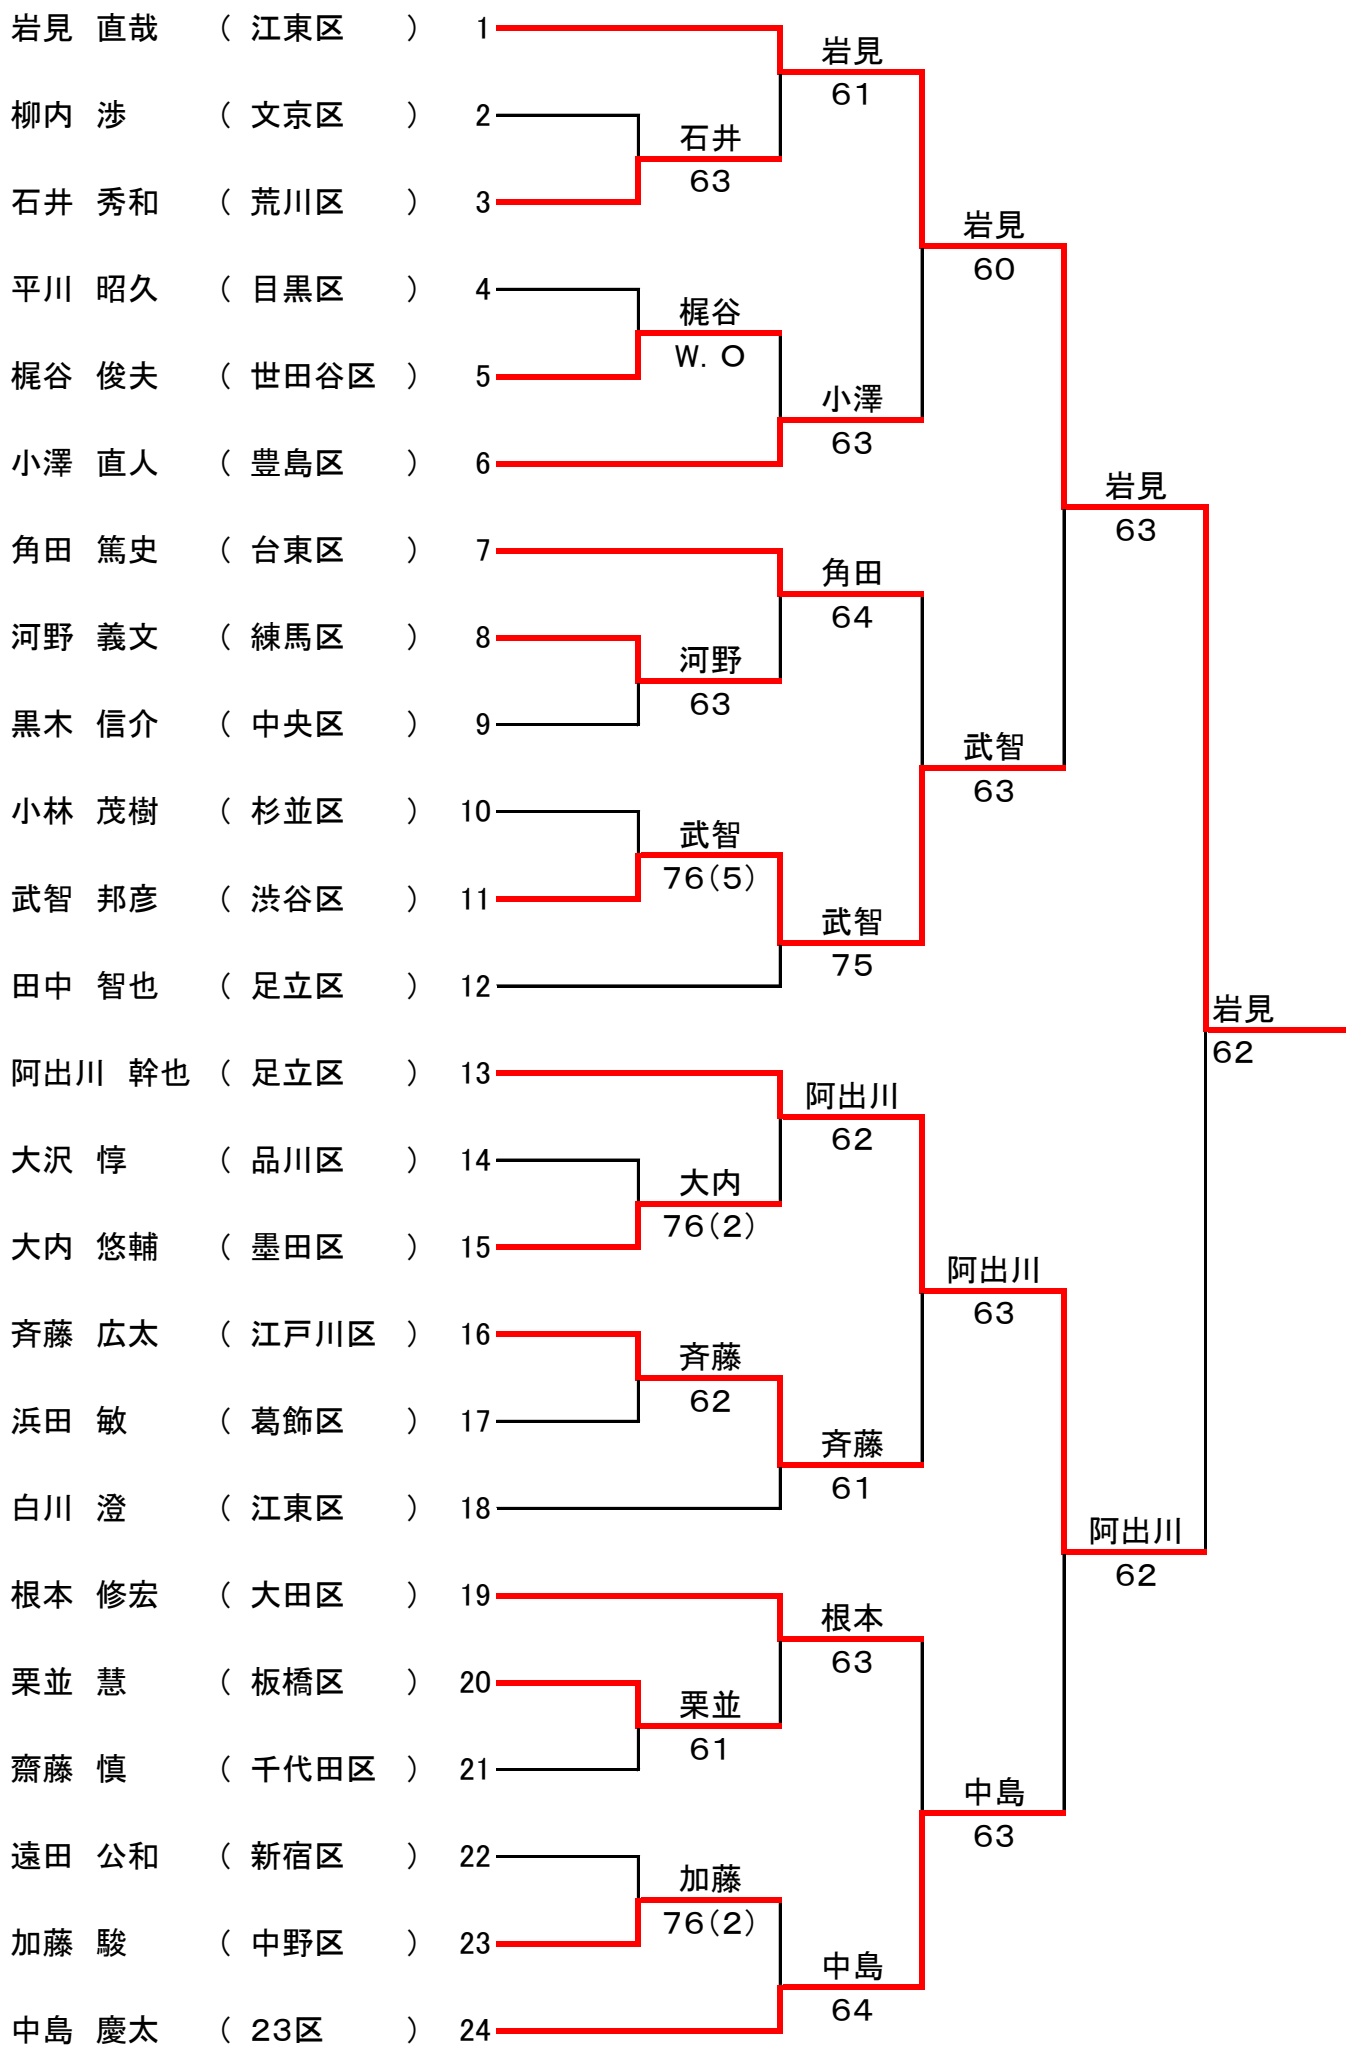 岩見 直哉 ( 江東区 ) 1
岩見
61
柳内 渉 ( 文京区 ) 2
石井
63
石井 秀和 ( 荒川区 ) 3
岩見
60
平川 昭久 ( 目黒区 ) 4
梶谷
W. O
梶谷 俊夫 ( 世田谷区 ) 5
小澤
63
小澤 直人 ( 豊島区 ) 6
岩見
63
角田 篤史 ( 台東区 ) 7
角田
64
河野 義文 ( 練馬区 ) 8
河野
63
黒木 信介 ( 中央区 ) 9
武智
63
小林 茂樹 ( 杉並区 ) 10
武智
76(5)
武智 邦彦 ( 渋谷区 ) 11
武智
75
田中 智也 ( 足立区 ) 12
岩見
62
阿出川 幹也 ( 足立区 ) 13
阿出川
62
大沢 惇 ( 品川区 ) 14
大内
76(2)
大内 悠輔 ( 墨田区 ) 15
阿出川
63
斉藤 広太 ( 江戸川区 ) 16
斉藤
62
浜田 敏 ( 葛飾区 ) 17
斉藤
61
白川 澄 ( 江東区 ) 18
阿出川
62
根本 修宏 ( 大田区 ) 19
根本
63
栗並 慧 ( 板橋区 ) 20
栗並
61
齋藤 慎 ( 千代田区 ) 21
中島
63
遠田 公和 ( 新宿区 ) 22
加藤
76(2)
加藤 駿 ( 中野区 ) 23
中島
64
中島 慶太 ( 23区 ) 24